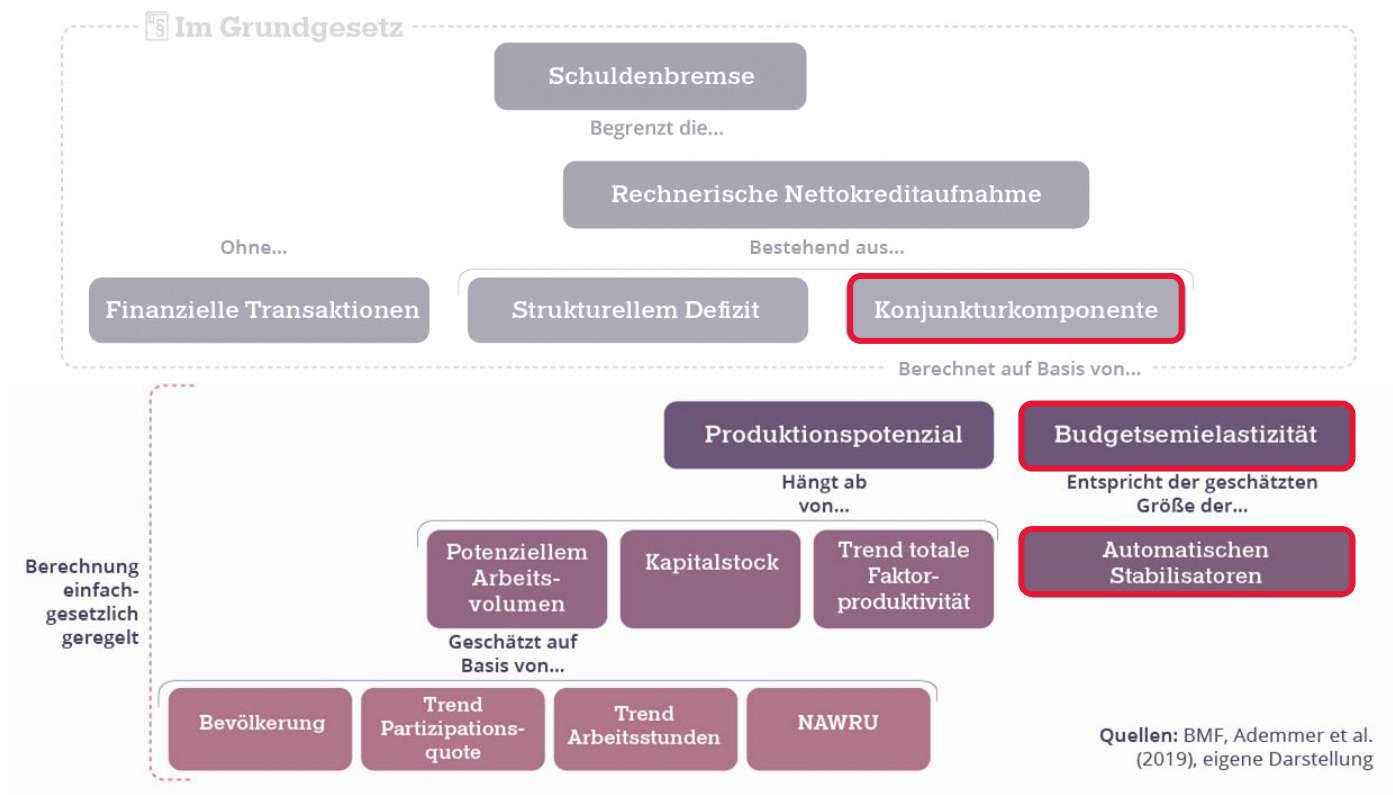 Im Grundgesetz
Schuldenbremse
Begrenzt die...
Rechnerische Nettokreditaufnahme
Ohne...
Bestehend aus...
Finanzielle Transaktionen
Strukturellem Defizit
Konjunkturkomponente
Berechnet auf Basis von...
Produktionspotenzial
Budgetsemielastizität
Hängt ab
von...
Entspricht der geschätzten
Größe der...
Potenziellem
Arbeits-
volumen
Kapitalstock
Trend totale
Faktor-
produktivität
Automatischen
Stabilisatoren
Berechnung
einfach-
gesetzlich
geregelt
Geschätzt auf
Basis von...
Bevölkerung
Trend
Partizipations-
quote
Trend
Arbeitsstunden
NAWRU
Quellen: BMF, Ademmer et al.
(2019), eigene Darstellung